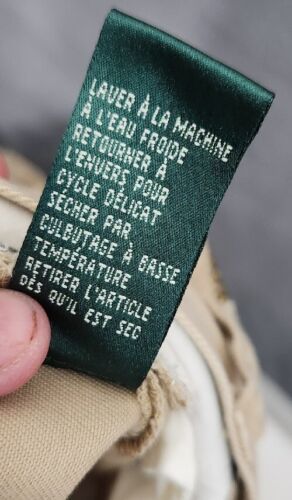 LAVER À LA MACHINE
À L'EAU FROIDE
RETOURNER À
L'ENVERS POUR
CYCLE DÉLICAT
SECHER PAR
CULBUTAGE À BASSE
TEMPÉRATURE
RETIRER L'ARTICLE
DÈS QU'IL EST SEC